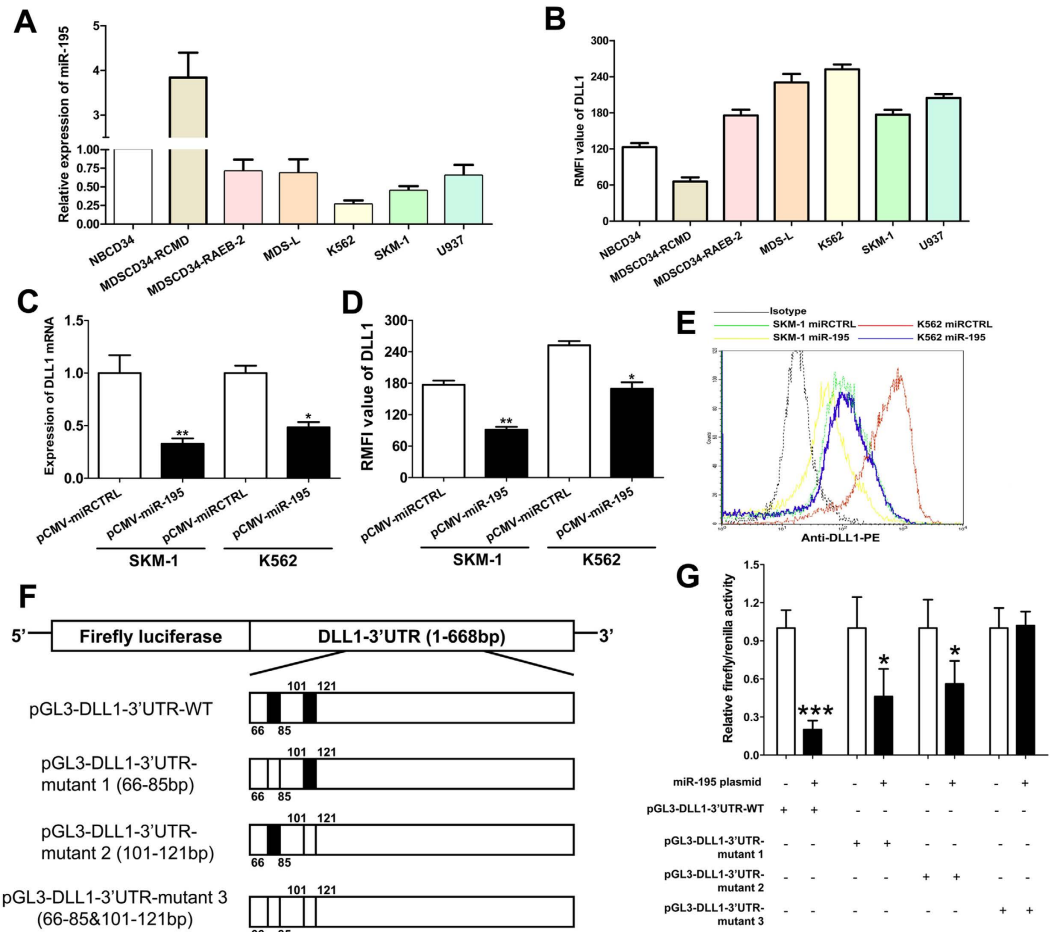 A
Relative expression of miR-195
5
4
3
1.00
0.75
0.50
0.25
0.00
NBCD34
MDSCD34-RCMD
MDSCD34-RAEB-2
MDS-L
K562
SKM-1
U937
B
RMFI value of DLL1
300
240
180
120
60
0
NBCD34
MDSCD34-RCMD
MDSCD34-RAEB-2
MDS-L
K562
SKM-1
U937
C
Expression of DLL1 mRNA
1.5
1.0
0.5
0.0
**
*
pCMV-miRCTRL
pCMV-miR-195
pCMV-miRCTRL
pCMV-miR-195
SKM-1
K562
D
RMFI value of DLL1
300
240
180
120
60
0
**
*
pCMV-miRCTRL
pCMV-miR-195
pCMV-miRCTRL
pCMV-miR-195
SKM-1
K562
E
Isotype
SKM-1 miRCTRL
K562 miRCTRL
SKM-1 miR-195
K562 miR-195
Counts
Anti-DLL1-PE
F
5’
Firefly luciferase
DLL1-3’UTR (1-668bp)
3’
pGL3-DLL1-3’UTR-WT
101 121
66 85
pGL3-DLL1-3’UTR-
mutant 1 (66-85bp)
101 121
66 85
pGL3-DLL1-3’UTR-
mutant 2 (101-121bp)
101 121
66 85
pGL3-DLL1-3’UTR-mutant 3
(66-85&101-121bp)
101 121
G
Relative firefly/renilla activity
1.5
1.2
0.9
0.6
0.3
0.0
***
*
*
miR-195 plasmid - + - + - + - +
pGL3-DLL1-3’UTR-WT + + - - - - - -
pGL3-DLL1-3’UTR-
mutant 1 - - + + - - - -
pGL3-DLL1-3’UTR-
mutant 2 - - - - + + - -
pGL3-DLL1-3’UTR-
mutant 3 - - - - - - + +